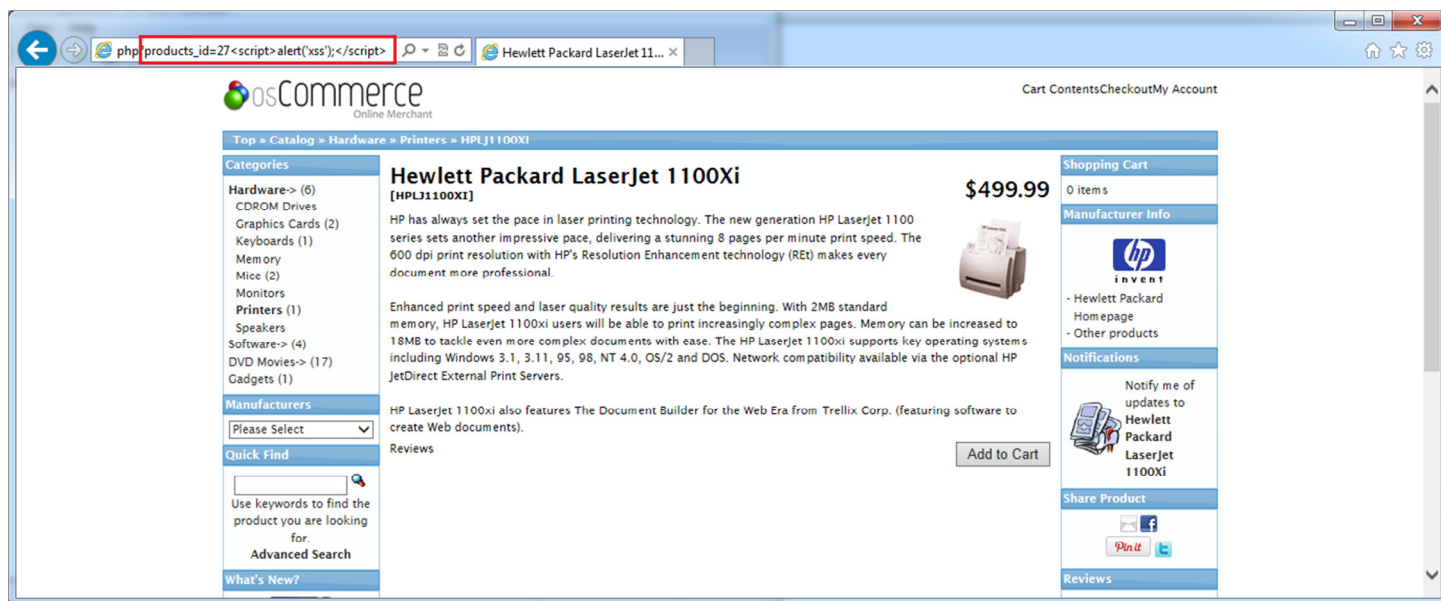 php?products_id=27<script>alert('xss');</script>
Hewlett Packard LaserJet 11...
osCommerce
Online Merchant
Cart ContentsCheckoutMy Account
Top » Catalog » Hardware » Printers » HPLJ1100XI
Categories
Hardware-> (6)
CDROM Drives
Graphics Cards (2)
Keyboards (1)
Memory
Mice (2)
Monitors
Printers (1)
Speakers
Software-> (4)
DVD Movies-> (17)
Gadgets (1)
Manufacturers
Please Select
Quick Find
Use keywords to find the
product you are looking
for.
Advanced Search
What's New?
Hewlett Packard LaserJet 1100Xi
[HPLJ1100XI]
$499.99
HP has always set the pace in laser printing technology. The new generation HP LaserJet 1100
series sets another impressive pace, delivering a stunning 8 pages per minute print speed. The
600 dpi print resolution with HP's Resolution Enhancement technology (REt) makes every
document more professional.
Enhanced print speed and laser quality results are just the beginning. With 2MB standard
memory, HP LaserJet 1100xi users will be able to print increasingly complex pages. Memory can be increased to
18MB to tackle even more complex documents with ease. The HP LaserJet 1100xi supports key operating systems
including Windows 3.1, 3.11, 95, 98, NT 4.0, OS/2 and DOS. Network compatibility available via the optional HP
JetDirect External Print Servers.
HP LaserJet 1100xi also features The Document Builder for the Web Era from Trellix Corp. (featuring software to
create Web documents).
Reviews
Add to Cart
Shopping Cart
0 items
Manufacturer Info
hp
invent
- Hewlett Packard
Homepage
- Other products
Notifications
Notify me of
updates to
Hewlett
Packard
LaserJet
1100Xi
Share Product
Pin it
Reviews